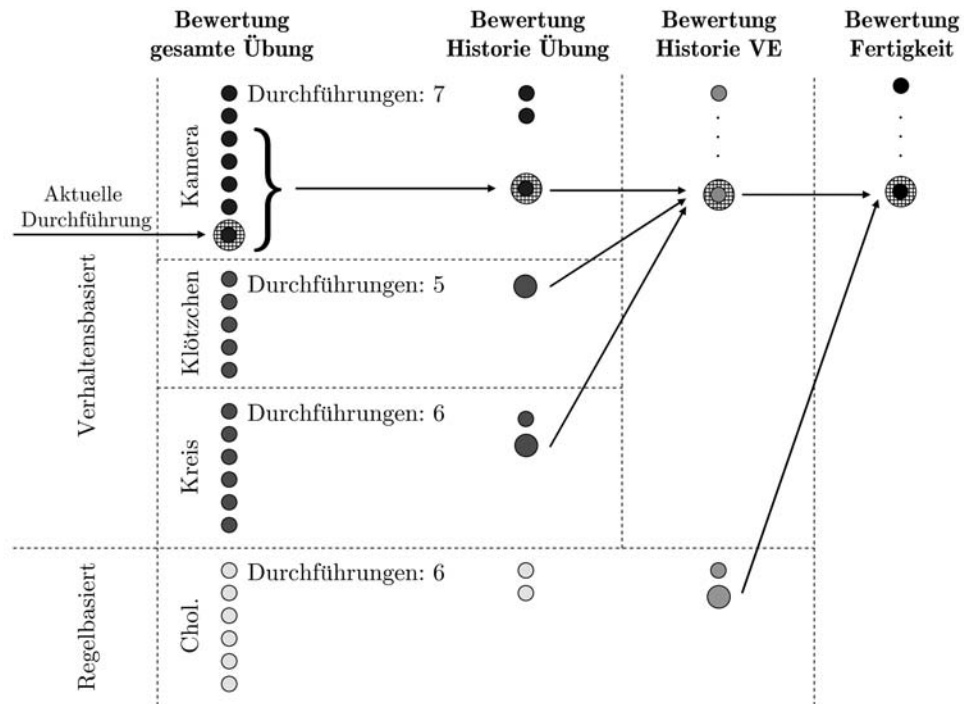 Bewertung
gesamte Übung
Bewertung
Historie Übung
Bewertung
Historie VE
Bewertung
Fertigkeit
Aktuelle
Durchführung
Verhaltensbasiert
Kamera
Durchführungen: 7
Klötzchen
Durchführungen: 5
Kreis
Durchführungen: 6
Regelbasiert
Chol.
Durchführungen: 6